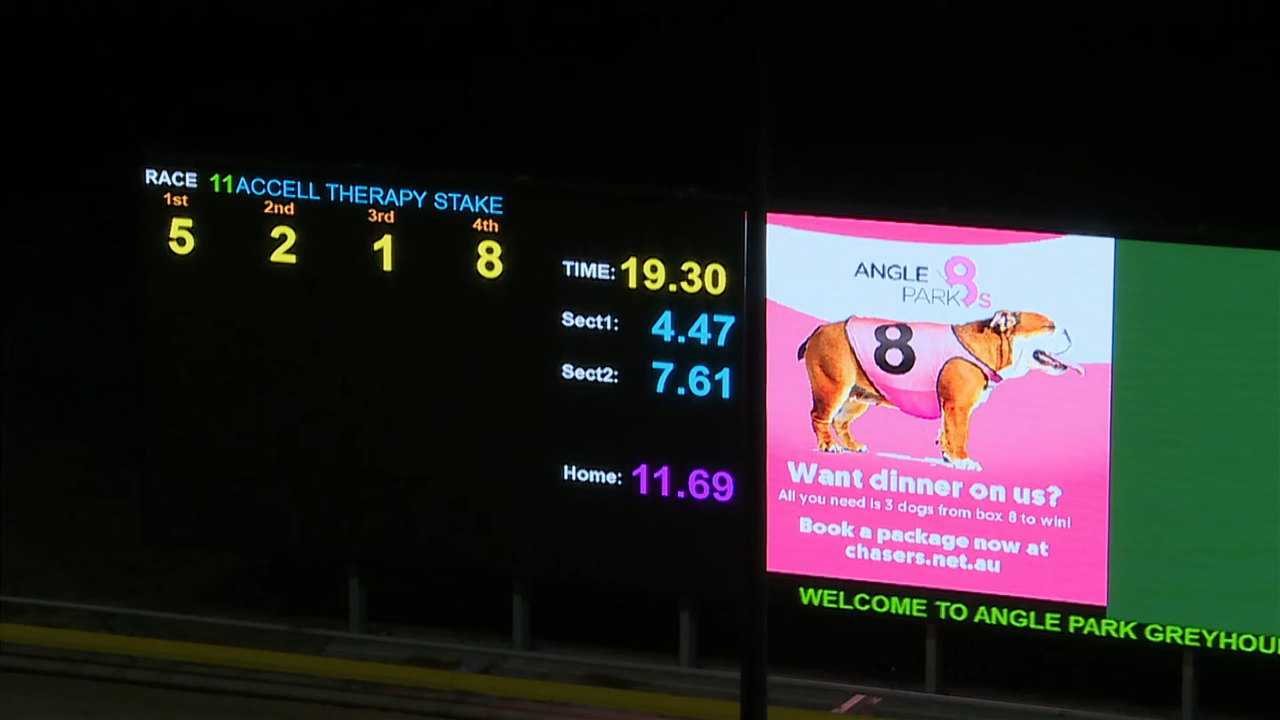 RACE 11 ACCELL THERAPY STAKE
1st 2nd 3rd 4th
5 2 1 8
TIME: 19.30
Sect1: 4.47
Sect2: 7.61
Home: 11.69
ANGLE
PARK 8s
8
Want dinner on us?
All you need is 3 dogs from box 8 to win!
Book a package now at
chasers.net.au
WELCOME TO ANGLE PARK